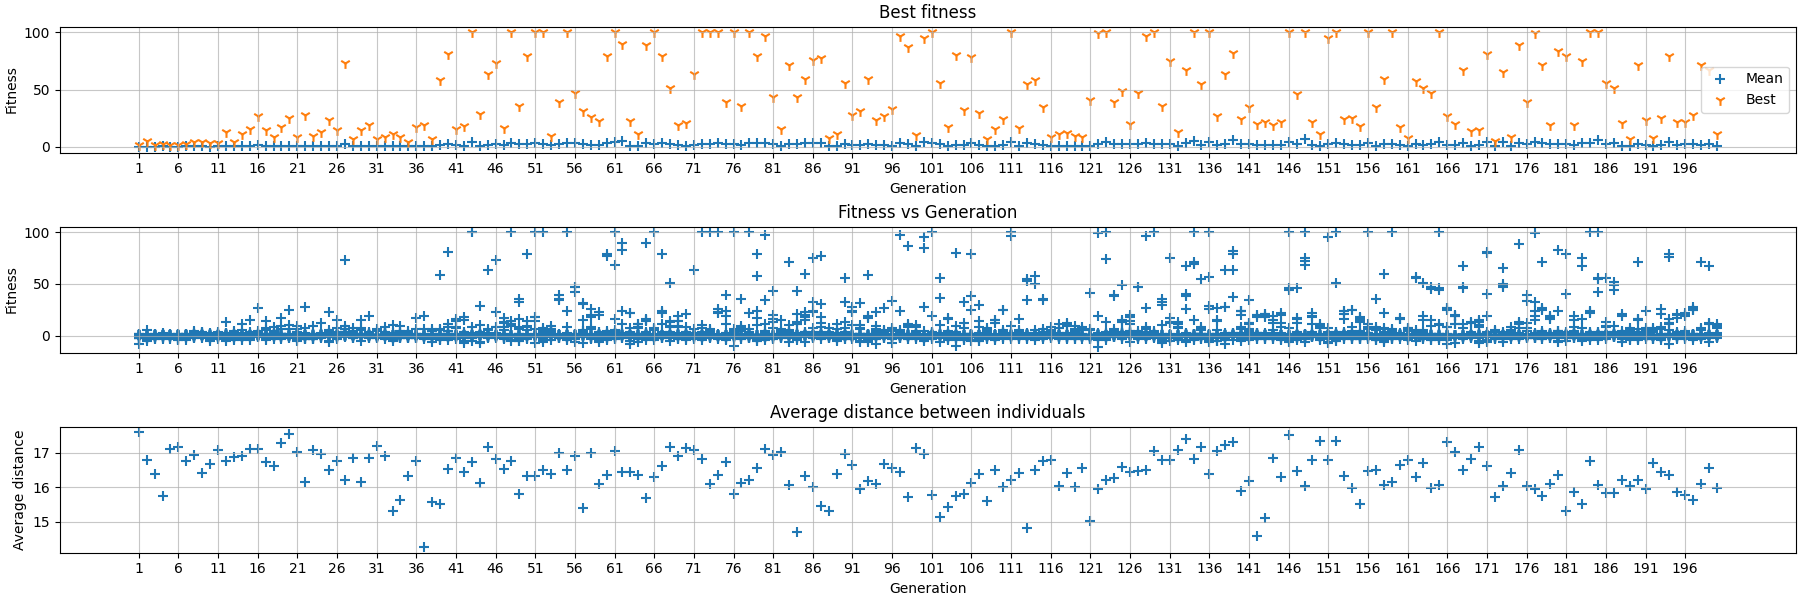 Best fitness
100
50
0
Fitness
Mean
Best
1 6 11 16 21 26 31 36 41 46 51 56 61 66 71 76 81 86 91 96 101 106 111 116 121 126 131 136 141 146 151 156 161 166 171 176 181 186 191 196
Generation
Fitness vs Generation
100
50
0
Fitness
1 6 11 16 21 26 31 36 41 46 51 56 61 66 71 76 81 86 91 96 101 106 111 116 121 126 131 136 141 146 151 156 161 166 171 176 181 186 191 196
Generation
Average distance between individuals
17
16
15
Average distance
1 6 11 16 21 26 31 36 41 46 51 56 61 66 71 76 81 86 91 96 101 106 111 116 121 126 131 136 141 146 151 156 161 166 171 176 181 186 191 196
Generation